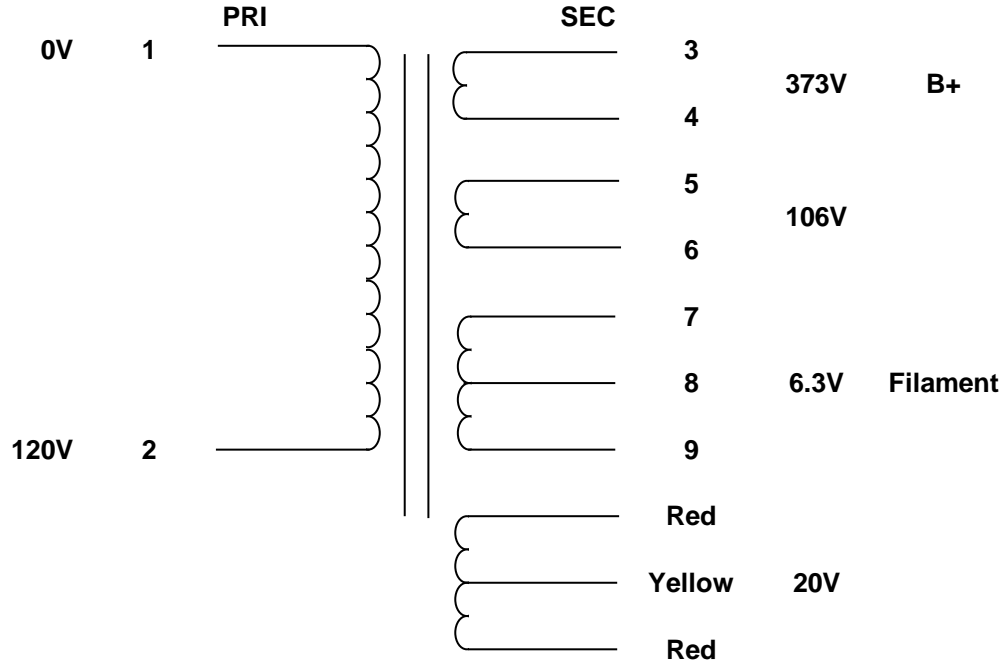 PRI SEC
0V 1 3
373V B+
4
5
106V
6
7
8 6.3V Filament
120V 2 9
Red
Yellow 20V
Red